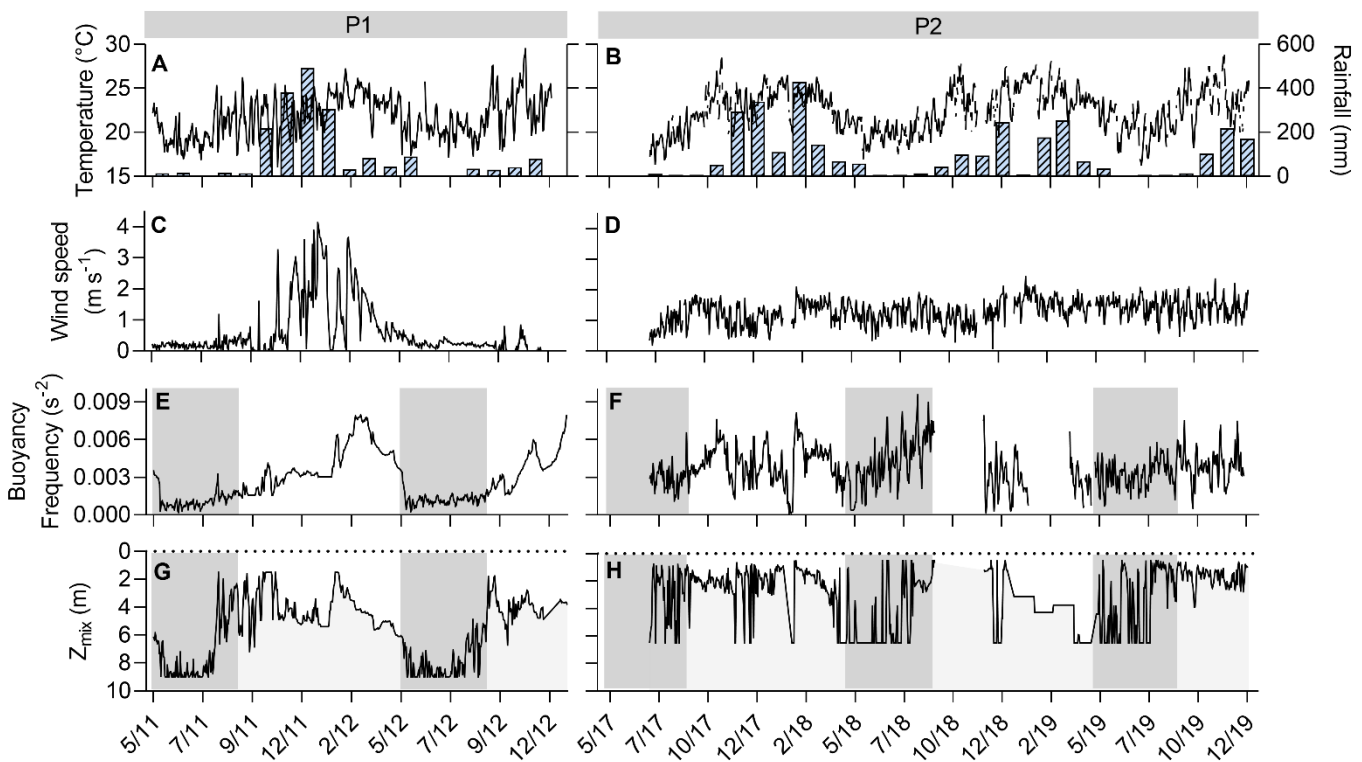 P1 P2
Temperature (°C)
30
25
20
15
A
B
600
400
200
0
Rainfall (mm)
Wind speed
(m s-1)
4
3
2
1
0
C
D
Buoyancy
Frequency (s-2)
0.009
0.006
0.003
0.000
E
F
Zmix (m)
0
2
4
6
8
10
G
H
5/11 7/11 9/11 12/11 2/12 5/12 7/12 9/12 12/12 5/17 7/17 10/17 12/17 2/18 5/18 7/18 10/18 12/18 2/19 5/19 7/19 10/19 12/19